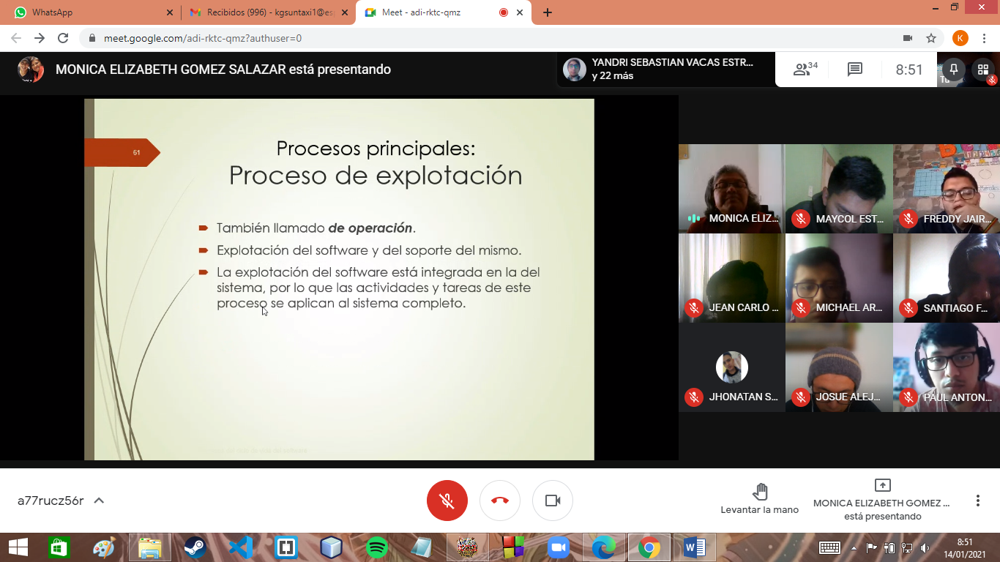 WhatsApp
Recibidos (996) - kgsuntaxi1@es
Meet - adi-rktc-qmz
meet.google.com/adi-rktc-qmz?authuser=0
K
MONICA ELIZABETH GOMEZ SALAZAR está presentando
YANDRI SEBASTIAN VACAS ESTR...
y 22 más
34
8:51
Tú
61
Procesos principales:
Proceso de explotación
También llamado de operación.
Explotación del software y del soporte del mismo.
La explotación del software está integrada en la del
sistema, por lo que las actividades y tareas de este
proceso se aplican al sistema completo.
MONICA ELIZ...
MAYCOL EST...
FREDDY JAIR...
JEAN CARLO ...
MICHAEL AR...
SANTIAGO F...
JHONATAN S...
JOSUE ALEJ...
PAUL ANTON...
a77rucz56r
Levantar la mano
MONICA ELIZABETH GOMEZ ...
está presentando
8:51
14/01/2021